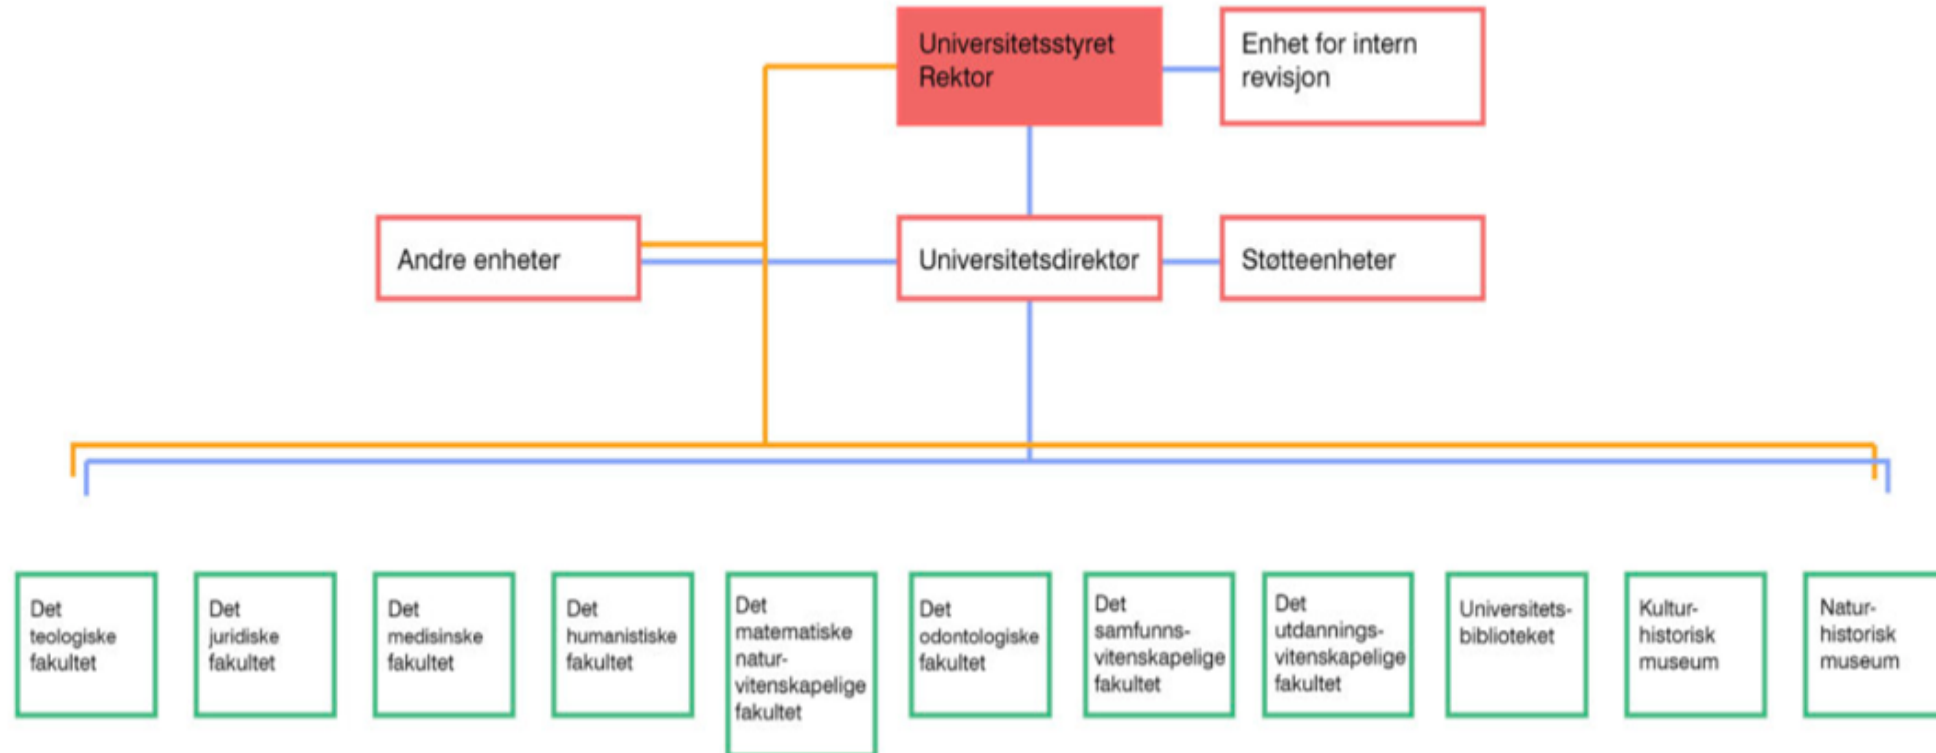 Universitetsstyret
Rektor
Enhet for intern
revisjon
Andre enheter
Universitetsdirektør
Støtteenheter
Det
teologiske
fakultet
Det
juridiske
fakultet
Det
medisinske
fakultet
Det
humanistiske
fakultet
Det
matematiske
natur-
vitenskapelige
fakultet
Det
odontologiske
fakultet
Det
samfunns-
vitenskapelige
fakultet
Det
utdannings-
vitenskapelige
fakultet
Universitets-
biblioteket
Kultur-
historisk
museum
Natur-
historisk
museum